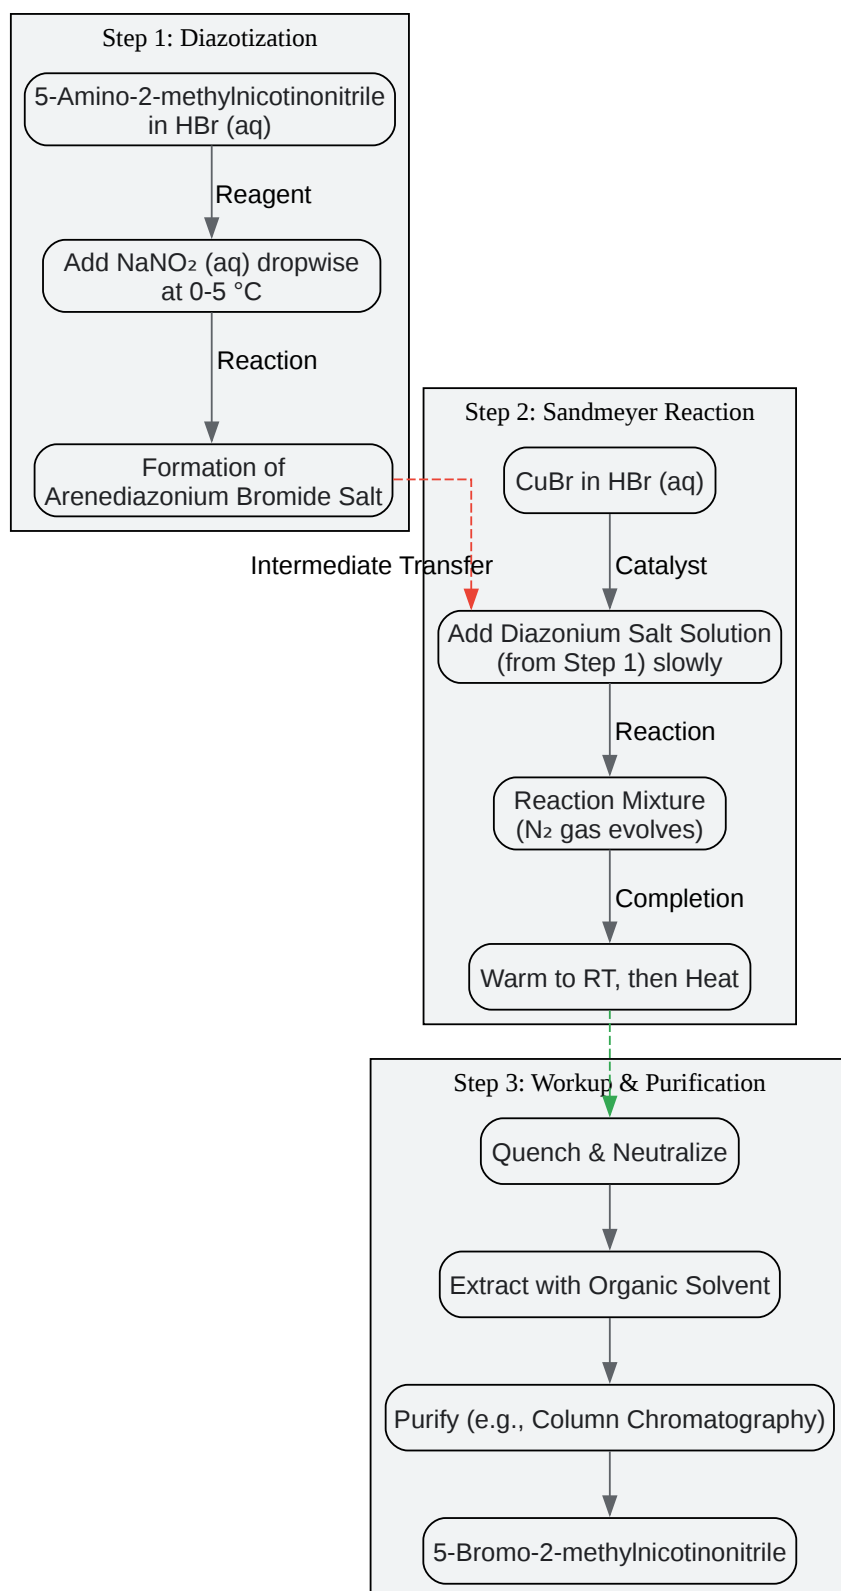 Step 1: Diazotization
5-Amino-2-methylnicotinonitrile
in HBr (aq)
Reagent
Add NaNO₂ (aq) dropwise
at 0-5 °C
Reaction
Formation of
Arenediazonium Bromide Salt
Intermediate Transfer
Step 2: Sandmeyer Reaction
CuBr in HBr (aq)
Catalyst
Add Diazonium Salt Solution
(from Step 1) slowly
Reaction
Reaction Mixture
(N₂ gas evolves)
Completion
Warm to RT, then Heat
Step 3: Workup & Purification
Quench & Neutralize
Extract with Organic Solvent
Purify (e.g., Column Chromatography)
5-Bromo-2-methylnicotinonitrile